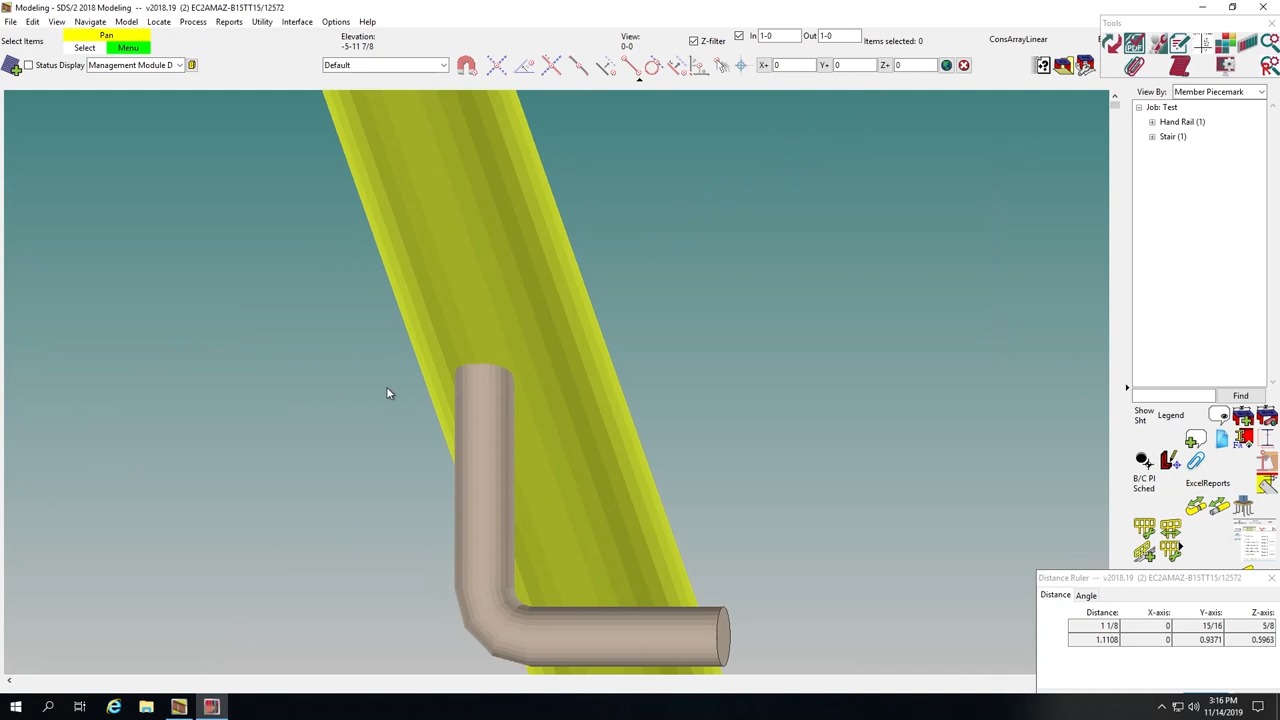 Modeling - SDS/2 2018 Modeling -- v2018.19 (2) EC2AMAZ-B15TT15/12572
File Edit View Navigate Model Locate Process Reports Utility Interface Options Help
Tools
Select Items
Pan
Select Menu
Elevation:
-5-11 7/8
View:
0-0
Z-filter
In 1-0 Out 1-0
Items selected: 0
ConsArrayLinear
Status Display Management Module D
Default
X+ 0 Y+ 0 Z+ 0
View By: Member Piecemark
Job: Test
Hand Rail (1)
Stair (1)
Find
Show
Sht
Legend
B/C PI
Sched
ExcelReports
Distance Ruler -- v2018.19 (2) EC2AMAZ-B15TT15/12572
Distance Angle
Distance: X-axis: Y-axis: Z-axis:
1 1/8 0 15/16 5/8
1.1108 0 0.9371 0.5963
3:16 PM
11/14/2019